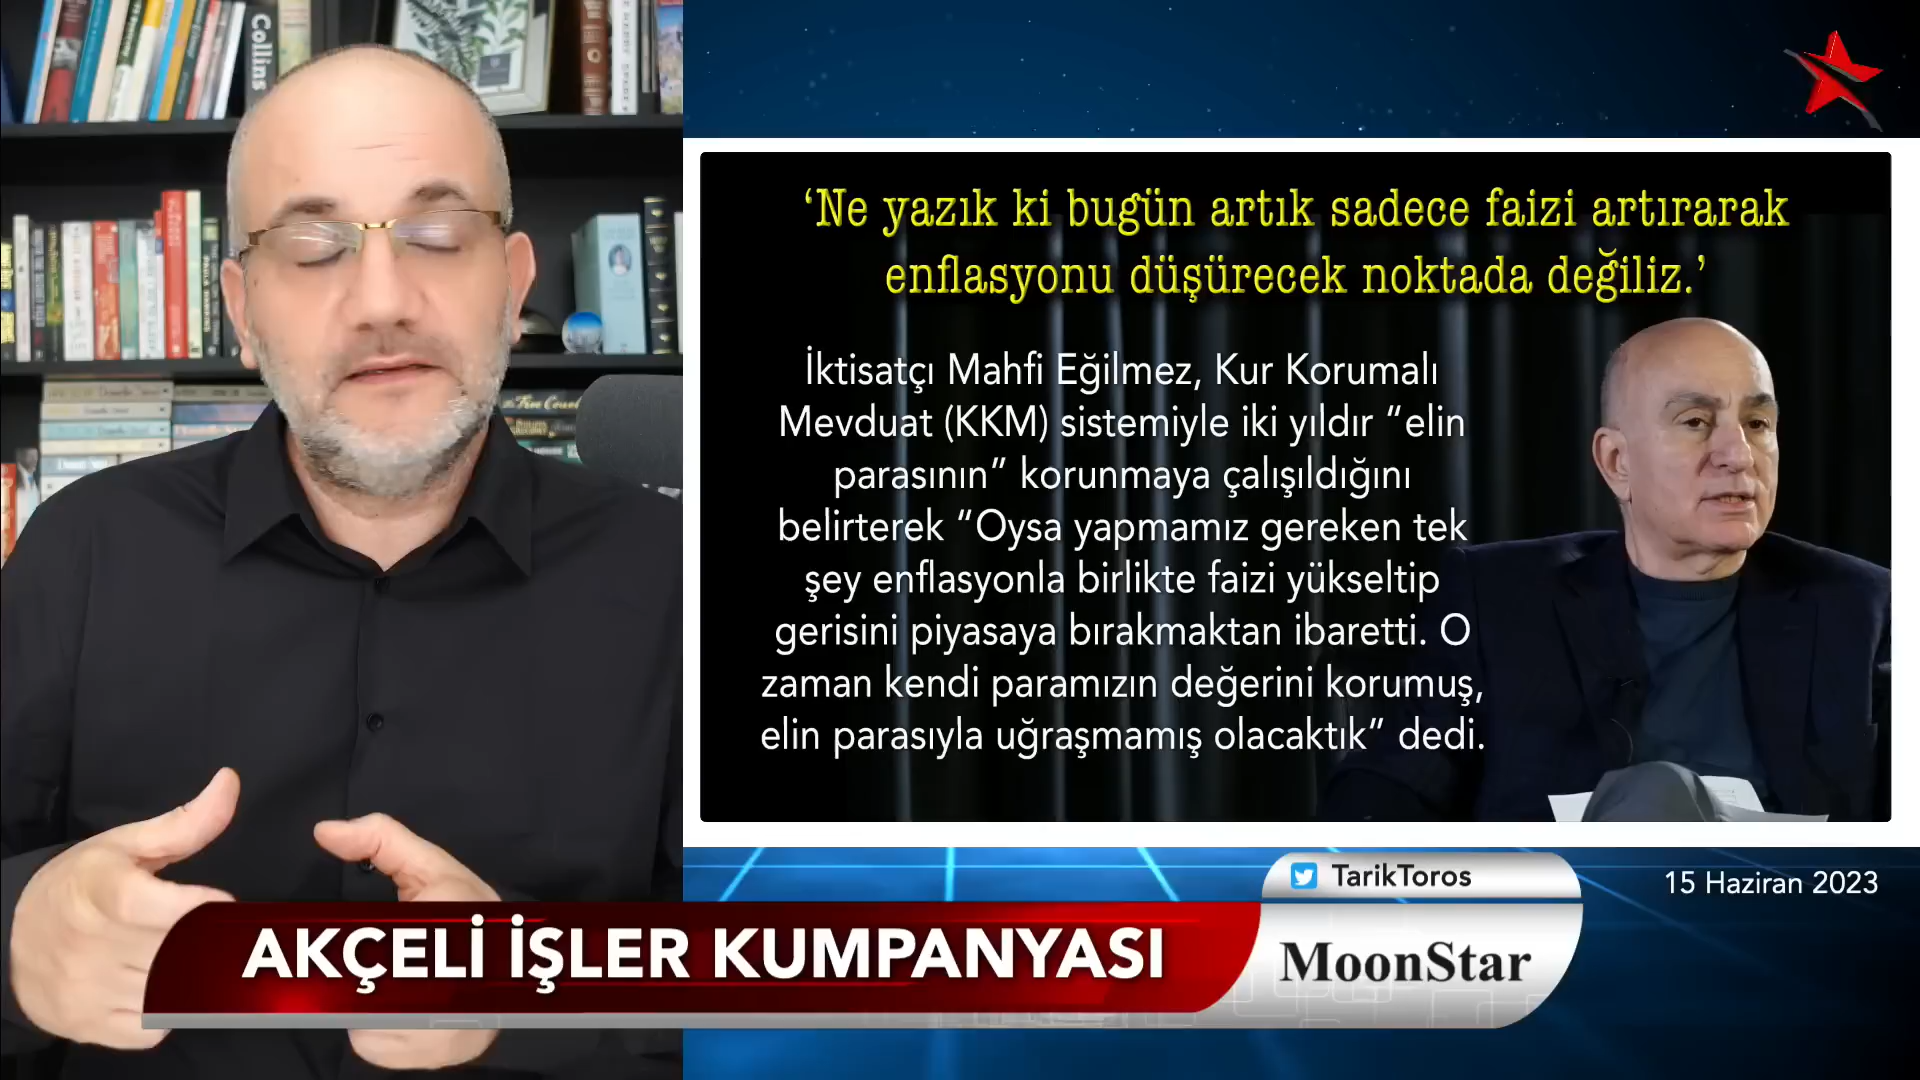 Collins
‘Ne yazık ki bugün artık sadece faizi artırarak
enflasyonu düşürecek noktada değiliz.’
İktisatçı Mahfi Eğilmez, Kur Korumalı
Mevduat (KKM) sistemiyle iki yıldır “elin
parasının” korunmaya çalışıldığını
belirterek “Oysa yapmamız gereken tek
şey enflasyonla birlikte faizi yükseltip
gerisini piyasaya bırakmaktan ibaretti. O
zaman kendi paramızın değerini korumuş,
elin parasıyla uğraşmamış olacaktık” dedi.
TarikToros
15 Haziran 2023
AKÇELİ İŞLER KUMPANYASI
MoonStar